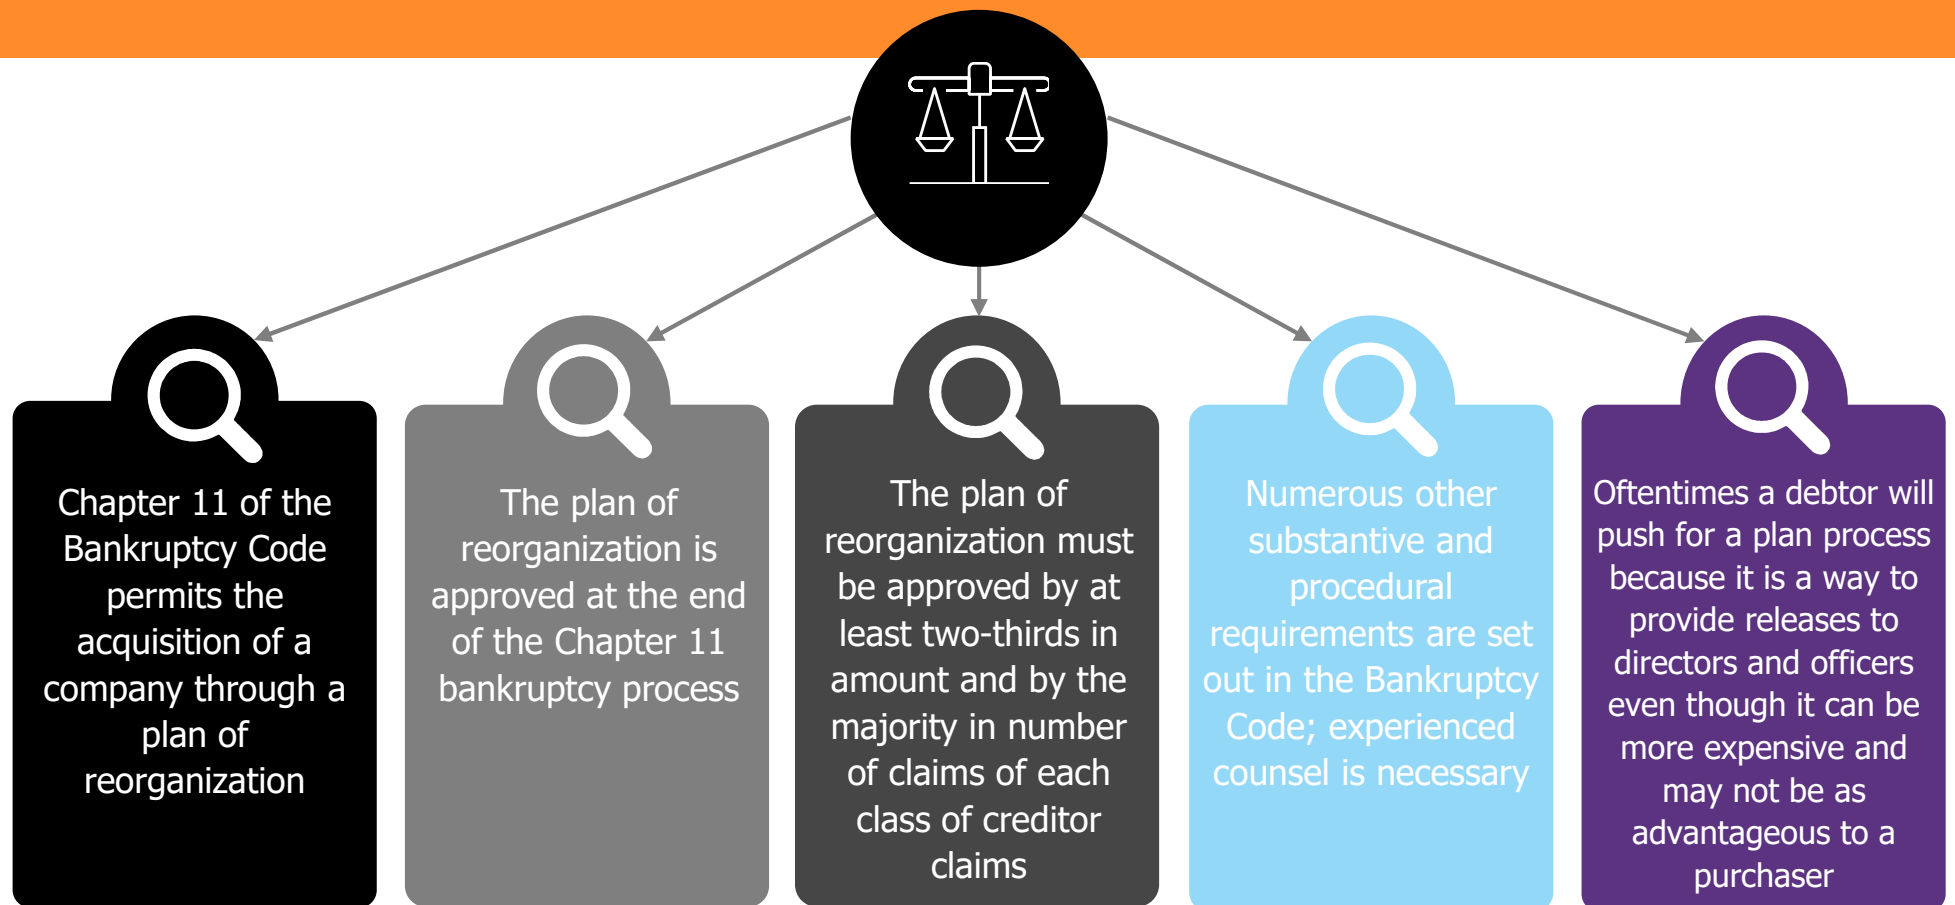 Chapter 11 of the
Bankruptcy Code
permits the
acquisition of a
company through a
plan of
reorganization
The plan of
reorganization is
approved at the end
of the Chapter 11
bankruptcy process
The plan of
reorganization must
be approved by at
least two-thirds in
amount and by the
majority in number
of claims of each
class of creditor
claims
Numerous other
substantive and
procedural
requirements are set
out in the Bankruptcy
Code; experienced
counsel is necessary
Oftentimes a debtor will
push for a plan process
because it is a way to
provide releases to
directors and officers
even though it can be
more expensive and
may not be as
advantageous to a
purchaser